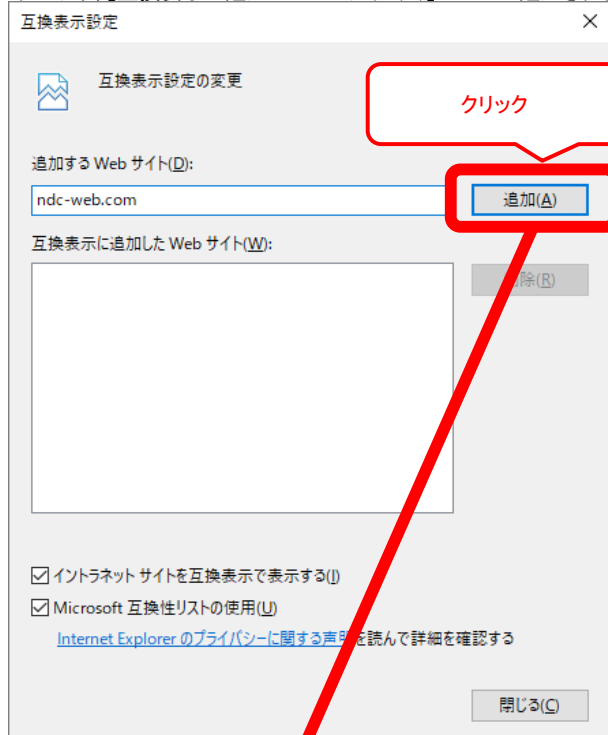 互換表示設定
互換表示設定の変更
クリック
追加する Web サイト(D):
ndc-web.com
追加(A)
互換表示に追加した Web サイト(W):
除(R)
イントラネット サイトを互換表示で表示する(I)
Microsoft 互換性リストの使用(U)
Internet Explorer のプライバシーに関する声明を読んで詳細を確認する
閉じる(C)